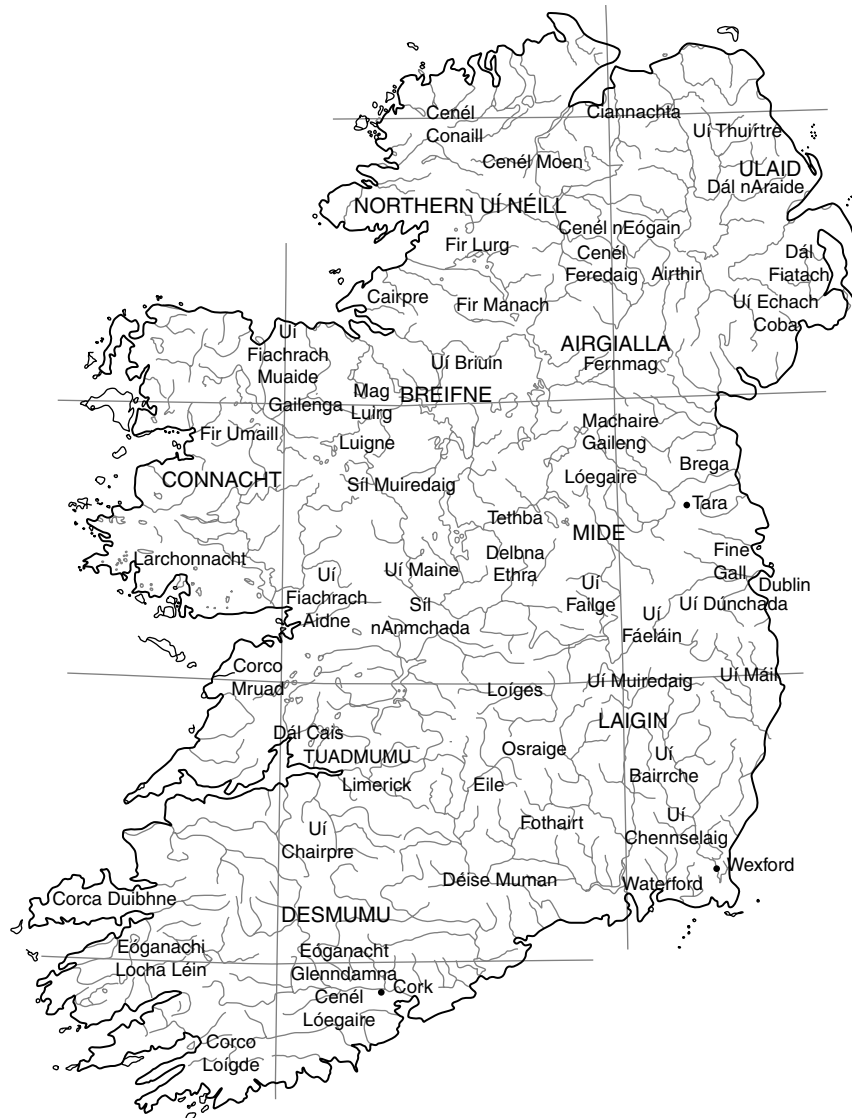 Cenél
Conaill
Ciannachta
Uí Thuirtre
Cenél Moen
ULAID
Dál nAraide
NORTHERN UÍ NÉILL
Cenél nEógain
Fir Lurg
Cenél
Feredaig
Airthir
Dál
Fiatach
Cairpre
Fir Manach
Uí Echach
Coba
Uí
Fiachrach
Muaide
AIRGIALLA
Fernmag
Uí Briuin
Mag
Luirg
BREIFNE
Gailenga
Fir Umaill
Luigne
Machaire
Gaileng
Brega
CONNACHT
Síl Muiredaig
Lóegaire
Tara
Tethba
MIDE
Larchonnacht
Delbna
Ethra
Fine
Gall
Uí
Fiachrach
Aidne
Uí Maine
Uí
Failge
Dublin
Síl
nAnmchada
Uí Dúnchada
Uí
Fáeláin
Corco
Mruad
Loíges
Uí Muiredaig
Uí Máil
LAIGIN
Dál Cais
TUADMUMU
Osraige
Limerick
Eile
Uí
Bairrche
Uí
Chairpre
Fothairt
Uí
Chennselaig
Wexford
Déise Muman
Waterford
Corca Duibhne
DESMUMU
Eóganachi
Locha Léin
Eóganacht
Glenndamna
Cenél
Lóegaire
Cork
Corco
Loígde